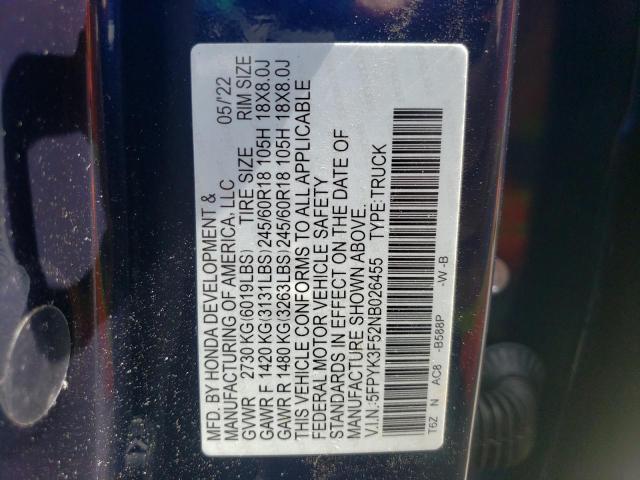 MFD. BY HONDA DEVELOPMENT &
MANUFACTURING OF AMERICA, LLC 05/'22
GVWR 2730 KG(6019LBS) TIRE SIZE RIM SIZE
GAWR F 1420 KG(3131LBS) 245/60R18 105H 18X8.0J
GAWR R 1480 KG(3263LBS) 245/60R18 105H 18X8.0J
THIS VEHICLE CONFORMS TO ALL APPLICABLE
FEDERAL MOTOR VEHICLE SAFETY
STANDARDS IN EFFECT ON THE DATE OF
MANUFACTURE SHOWN ABOVE.
V.I.N.:5FPYK3F52NB026455 TYPE:TRUCK
T6Z N AC8 -B588P -W -B